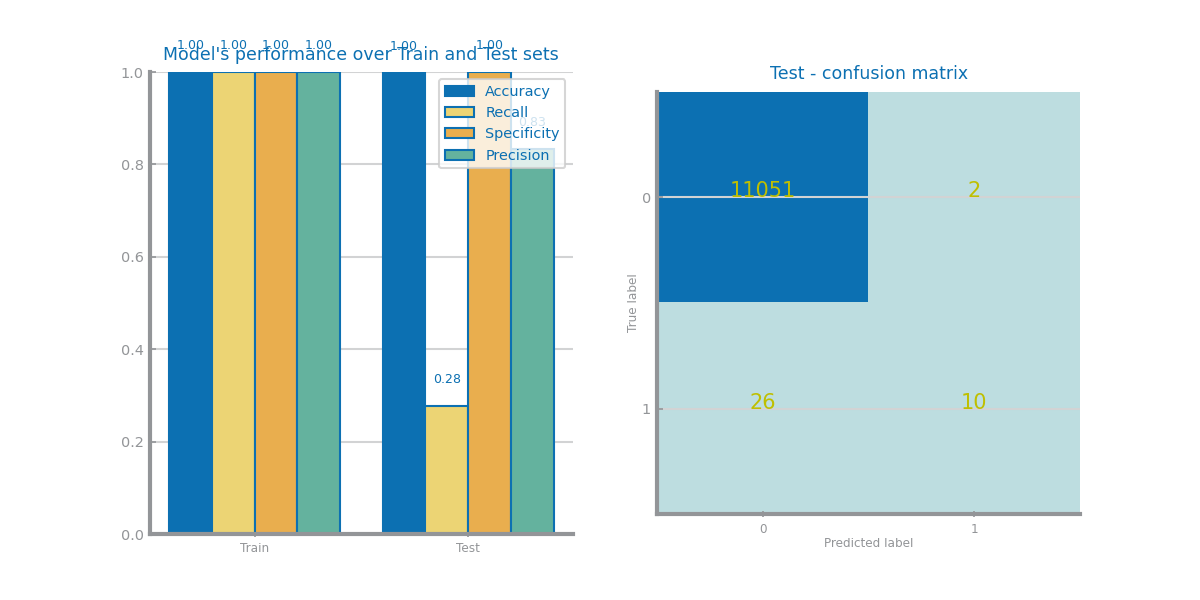 1.00 1.00 1.00 1.00 1.00 1.00
Model's performance over Train and Test sets
1.0
0.8
0.6
0.4
0.2
0.0
Accuracy
Recall
Specificity
Precision
0.83
0.28
Train Test
Test - confusion matrix
True label
0
1
11051 2
26 10
0 1
Predicted label